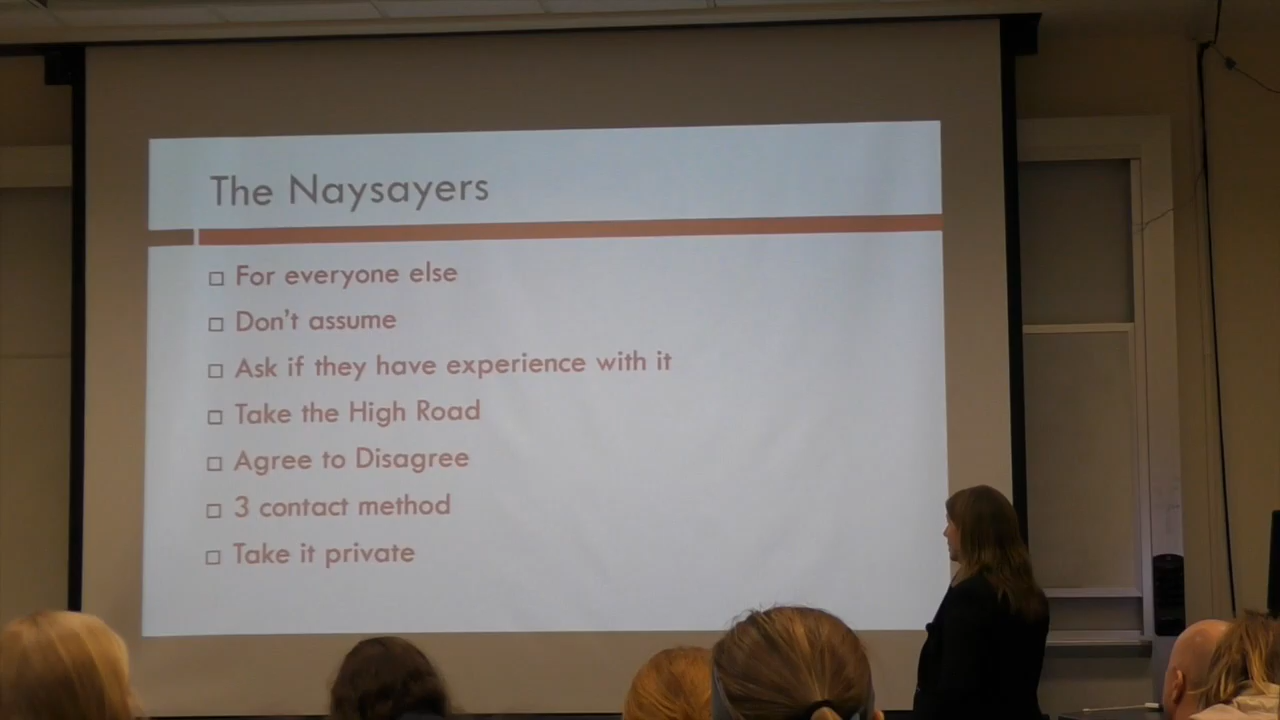 The Naysayers
For everyone else
Don't assume
Ask if they have experience with it
Take the High Road
Agree to Disagree
3 contact method
Take it private